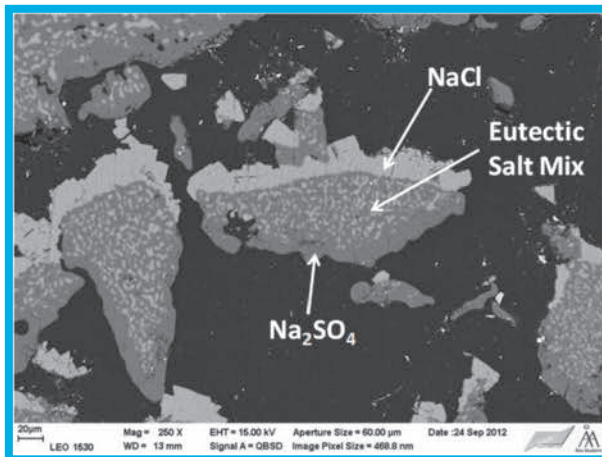 NaCl
Eutectic
Salt Mix
Na₂SO₄
20μm
Mag = 250 X EHT = 15.00 kV Aperture Size = 60.00 μm Date :24 Sep 2012
LEO 1530 WD = 13 mm Signal A = QBSD Image Pixel Size = 468.8 nm